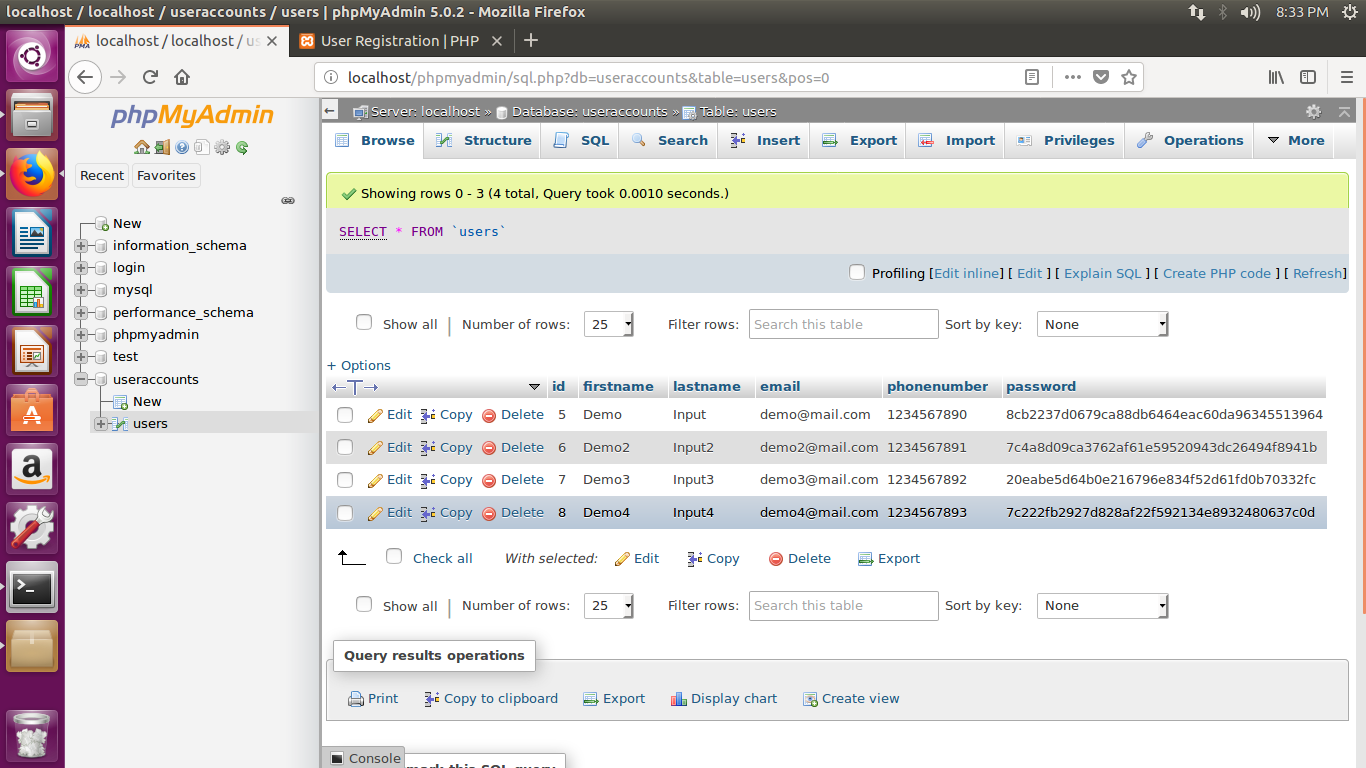 localhost / localhost / useraccounts / users | phpMyAdmin 5.0.2 - Mozilla Firefox
8:33 PM
localhost / localhost / us
User Registration | PHP
localhost/phpmyadmin/sql.php?db=useraccounts&table=users&pos=0
phpMyAdmin
Recent
Favorites
New
information_schema
login
mysql
performance_schema
phpmyadmin
test
useraccounts
New
users
Server: localhost » Database: useraccounts » Table: users
Browse Structure SQL Search Insert Export Import Privileges Operations More
Showing rows 0 - 3 (4 total, Query took 0.0010 seconds.)
SELECT * FROM `users`
Profiling [Edit inline] [ Edit ] [ Explain SQL ] [ Create PHP code ] [ Refresh]
Show all | Number of rows: 25 Filter rows: Search this table Sort by key: None
+ Options
id firstname lastname email phonenumber password
Edit Copy Delete 5 Demo Input demo@mail.com 1234567890 8cb2237d0679ca88db6464eac60da96345513964
Edit Copy Delete 6 Demo2 Input2 demo2@mail.com 1234567891 7c4a8d09ca3762af61e59520943dc26494f8941b
Edit Copy Delete 7 Demo3 Input3 demo3@mail.com 1234567892 20eabe5d64b0e216796e834f52d61fd0b70332fc
Edit Copy Delete 8 Demo4 Input4 demo4@mail.com 1234567893 7c222fb2927d828af22f592134e8932480637c0d
Check all With selected: Edit Copy Delete Export
Show all | Number of rows: 25 Filter rows: Search this table Sort by key: None
Query results operations
Print Copy to clipboard Export Display chart Create view
Console